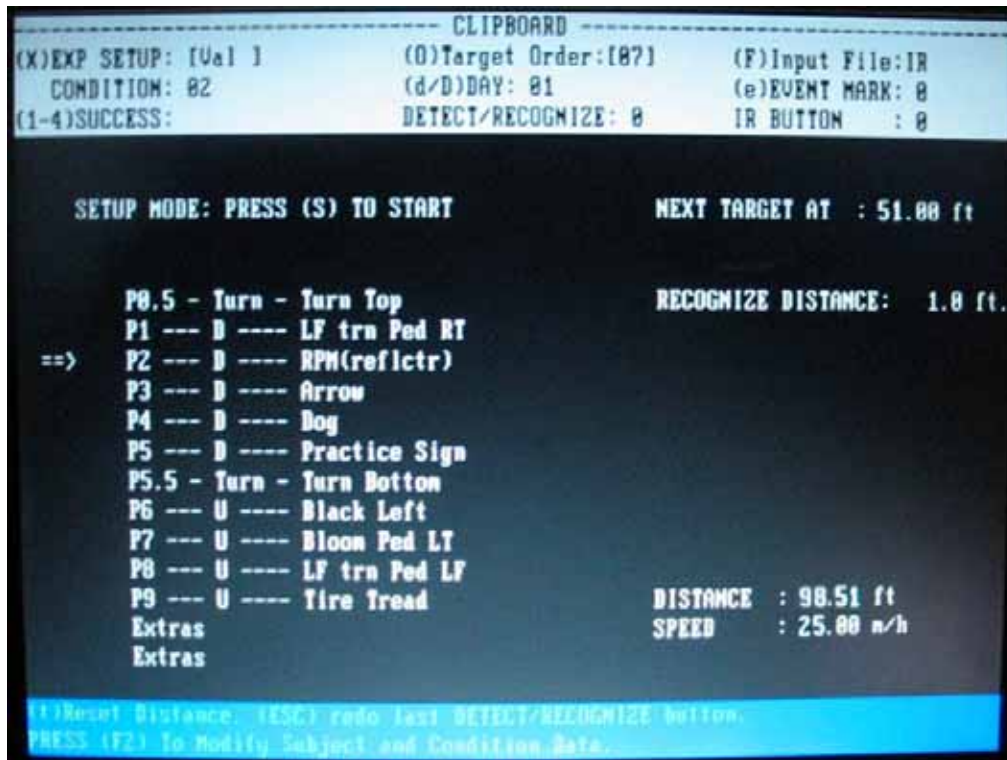 CLIPBOARD
(X)EXP SETUP: [Val ] (O)Target Order:[07] (F)Input File:IR
CONDITION: 02 (d/D)DAY: 01 (e)EVENT MARK: 0
(1-4)SUCCESS: DETECT/RECOGNIZE: 0 IR BUTTON : 0
SETUP MODE: PRESS (S) TO START NEXT TARGET AT : 51.00 ft
P0.5 - Turn - Turn Top RECOGNIZE DISTANCE: 1.0 ft.
P1 --- D ---- LF trn Ped RT
==> P2 --- D ---- RPM(reflctr)
P3 --- D ---- Arrow
P4 --- D ---- Dog
P5 --- D ---- Practice Sign
P5.5 - Turn - Turn Bottom
P6 --- U ---- Black Left
P7 --- U ---- Bloom Ped LT
P8 --- U ---- LF trn Ped LF
P9 --- U ---- Tire Tread DISTANCE : 98.51 ft
Extras SPEED : 25.00 m/h
Extras
(t)Reset Distance. (ESC) redo last DETECT/RECOGNIZE button.
PRESS (F2) To Modify Subject and Condition Data.